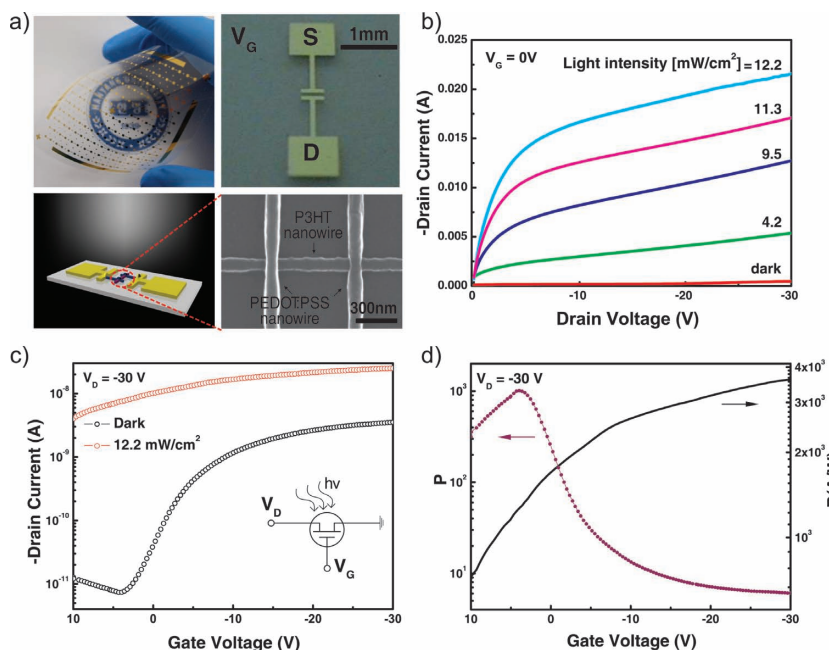 a)
V_G
S
1mm
D
P3HT
nanowire
PEDOT:PSS
nanowire
300nm
b)
V_G = 0V
Light intensity [mW/cm²] = 12.2
11.3
9.5
4.2
dark
0.025
0.020
0.015
0.010
0.005
0.000
0
-10
-20
-30
-Drain Current (A)
Drain Voltage (V)
c)
V_D = -30 V
Dark
12.2 mW/cm²
hν
V_D
V_G
10⁻⁸
10⁻⁹
10⁻¹⁰
10⁻¹¹
10
0
-10
-20
-30
-Drain Current (A)
Gate Voltage (V)
d)
V_D = -30 V
10³
10²
10¹
P
4x10³
3x10³
2x10³
10³
10
0
-10
-20
-30
Gate Voltage (V)